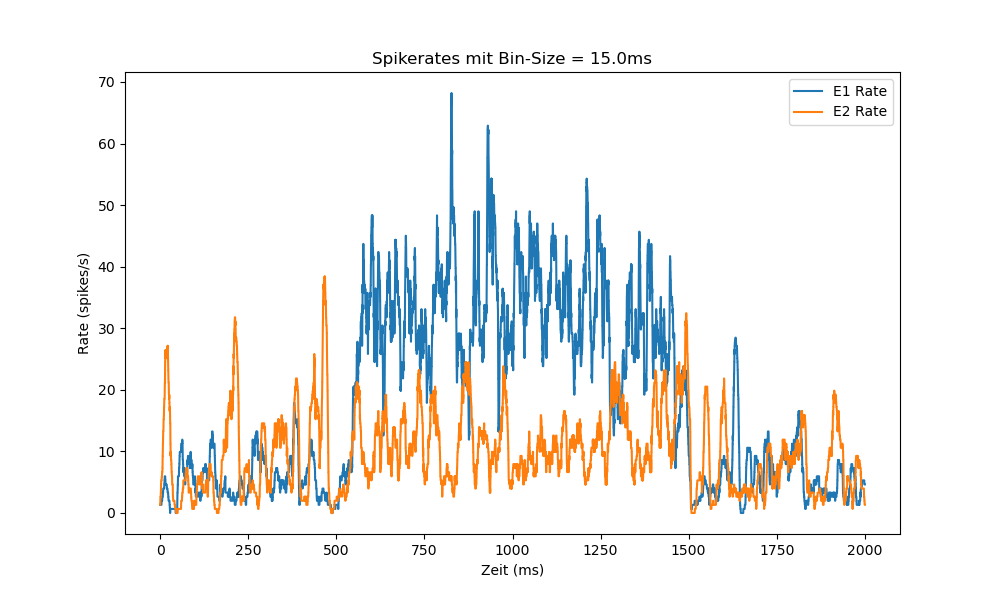 Spikerates mit Bin-Size = 15.0ms
E1 Rate
E2 Rate
70
60
50
40
30
20
10
0
Rate (spikes/s)
0 250 500 750 1000 1250 1500 1750 2000
Zeit (ms)